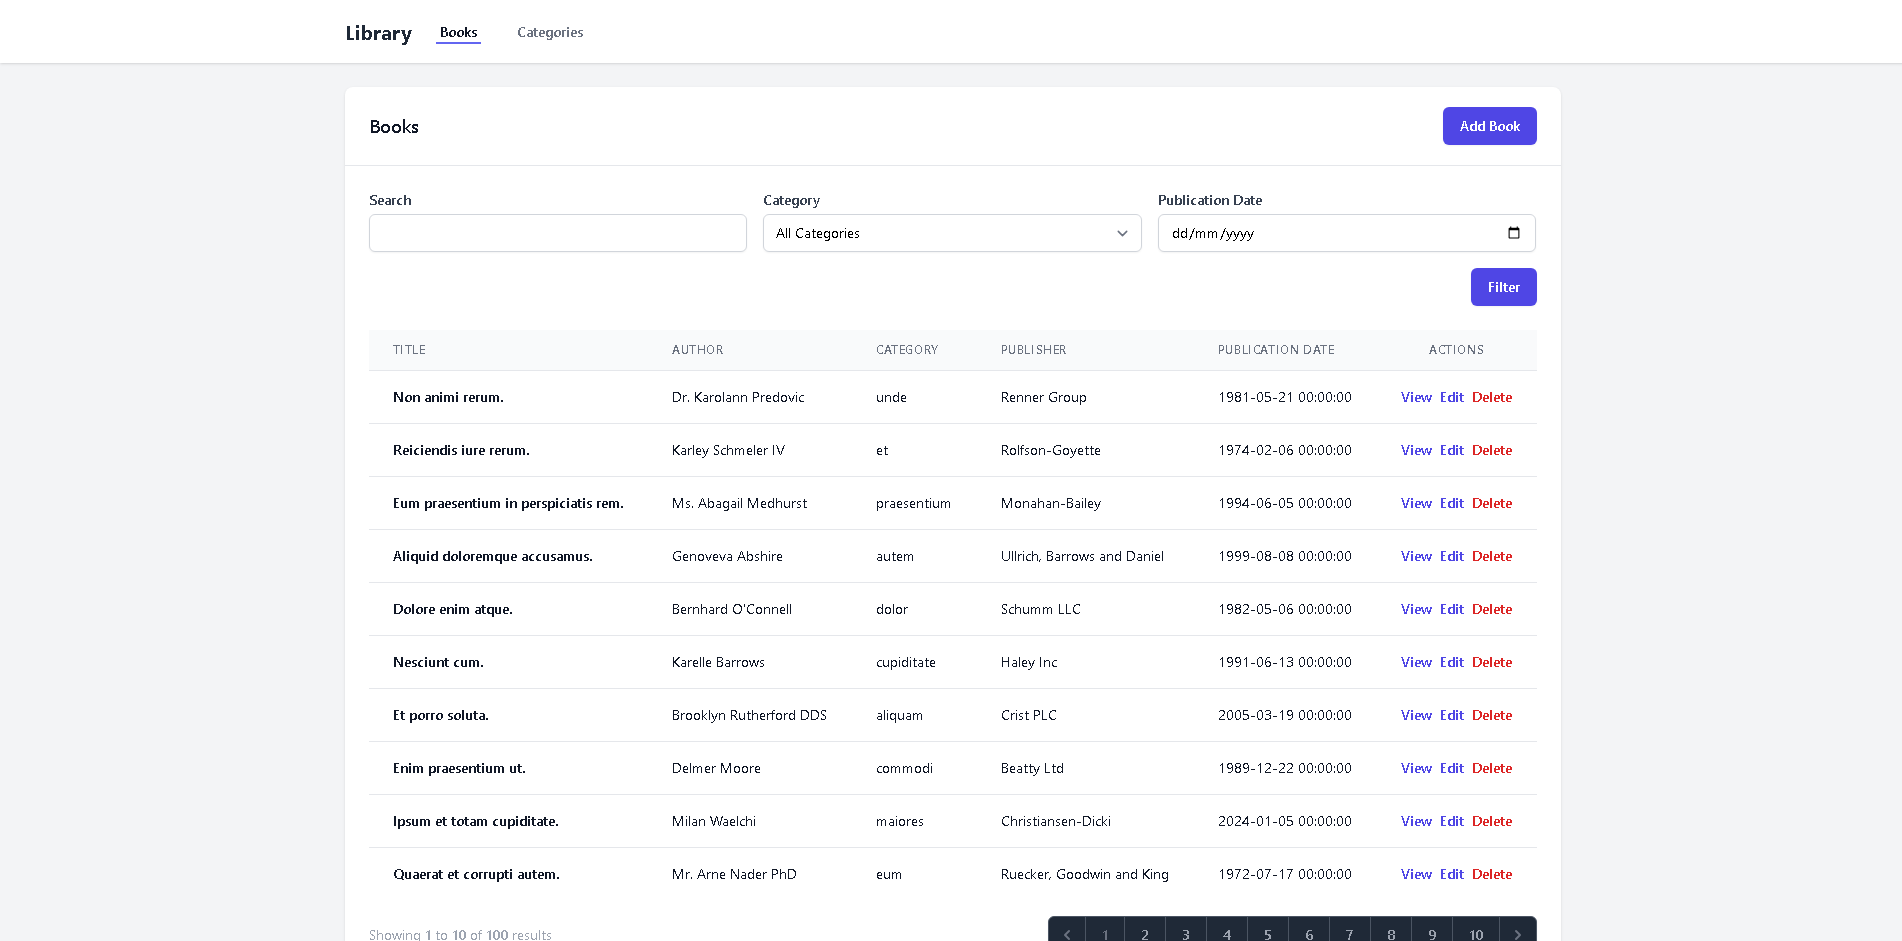 Library Books Categories
Books Add Book
Search Category Publication Date
All Categories dd/mm/yyyy
Filter
TITLE AUTHOR CATEGORY PUBLISHER PUBLICATION DATE ACTIONS
Non animi rerum. Dr. Karolann Predovic unde Renner Group 1981-05-21 00:00:00 View Edit Delete
Reiciendis iure rerum. Karley Schmeler IV et Rolfson-Goyette 1974-02-06 00:00:00 View Edit Delete
Eum praesentium in perspiciatis rem. Ms. Abagail Medhurst praesentium Monahan-Bailey 1994-06-05 00:00:00 View Edit Delete
Aliquid doloremque accusamus. Genoveva Abshire autem Ullrich, Barrows and Daniel 1999-08-08 00:00:00 View Edit Delete
Dolore enim atque. Bernhard O'Connell dolor Schumm LLC 1982-05-06 00:00:00 View Edit Delete
Nesciunt cum. Karelle Barrows cupiditate Haley Inc 1991-06-13 00:00:00 View Edit Delete
Et porro soluta. Brooklyn Rutherford DDS aliquam Crist PLC 2005-03-19 00:00:00 View Edit Delete
Enim praesentium ut. Delmer Moore commodi Beatty Ltd 1989-12-22 00:00:00 View Edit Delete
Ipsum et totam cupiditate. Milan Waelchi maiores Christiansen-Dicki 2024-01-05 00:00:00 View Edit Delete
Quaerat et corrupti autem. Mr. Arne Nader PhD eum Ruecker, Goodwin and King 1972-07-17 00:00:00 View Edit Delete
Showing 1 to 10 of 100 results 1 2 3 4 5 6 7 8 9 10